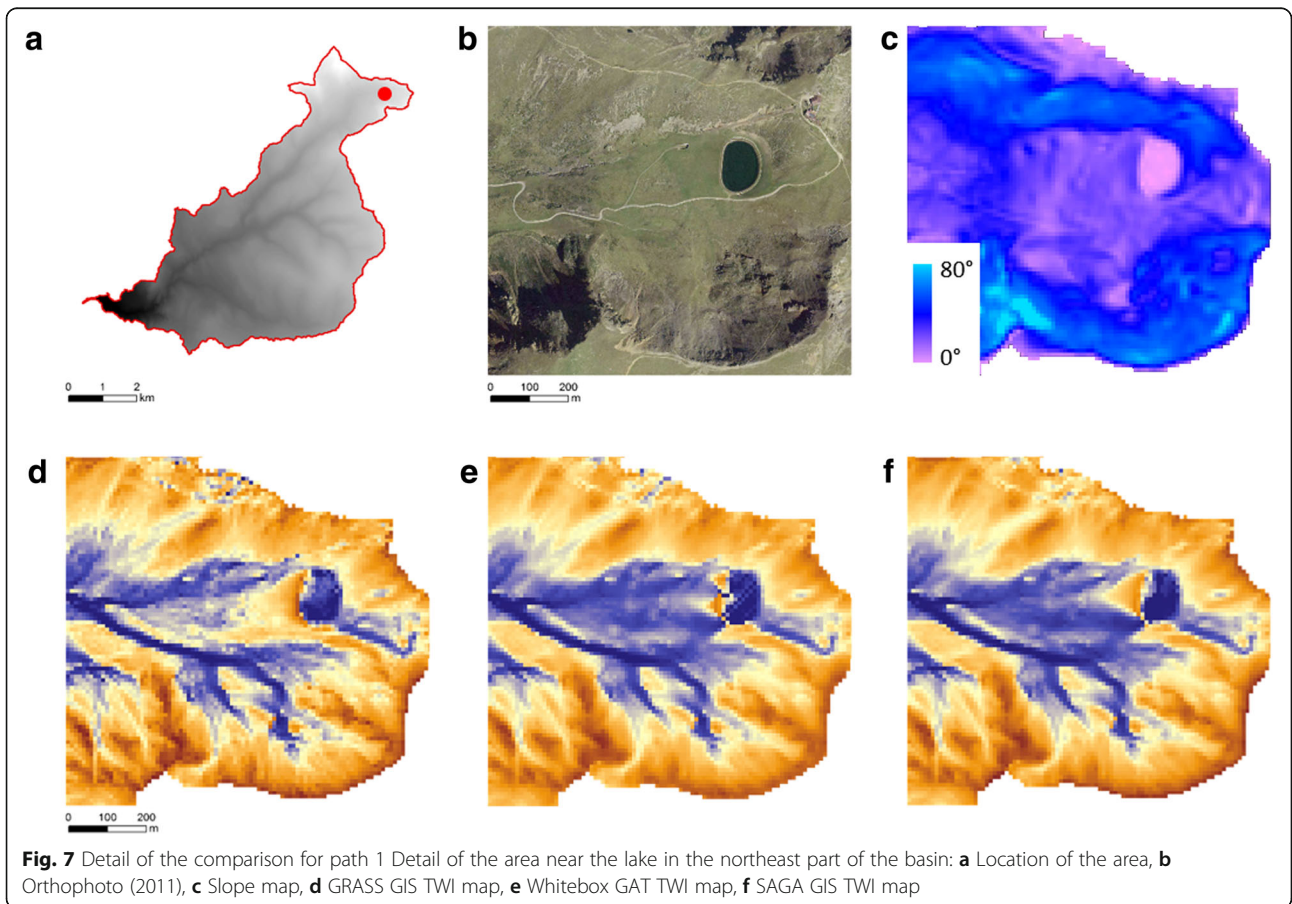 a
b
c
0 1 2
km
0 100 200
m
80°
0°
d
e
f
0 100 200
m
Fig. 7 Detail of the comparison for path 1 Detail of the area near the lake in the northeast part of the basin: a Location of the area, b
Orthophoto (2011), c Slope map, d GRASS GIS TWI map, e Whitebox GAT TWI map, f SAGA GIS TWI map